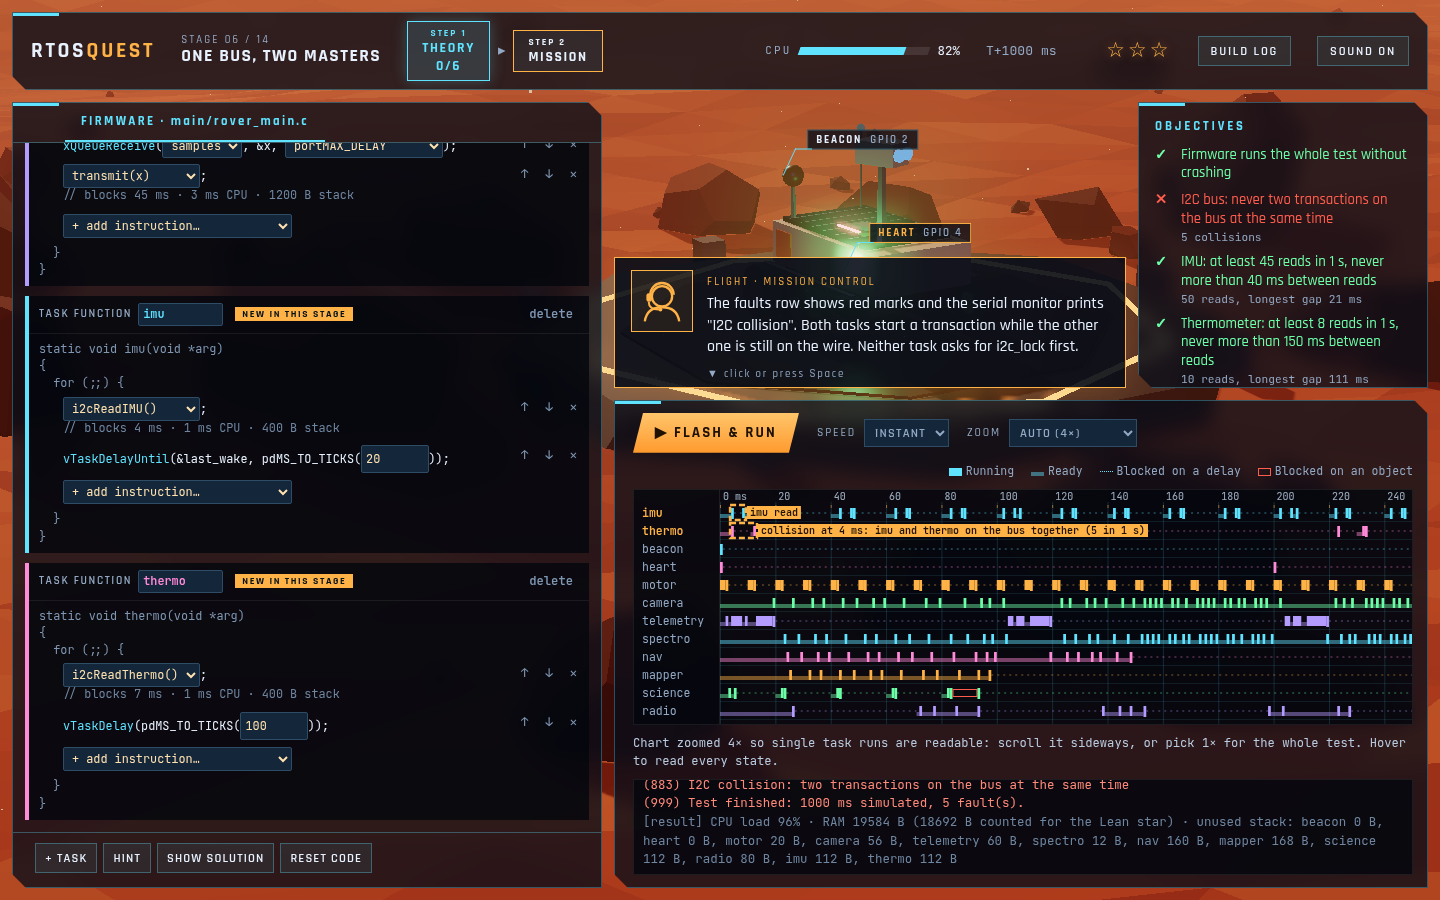 RTOSQUEST
STAGE 06 / 14
ONE BUS, TWO MASTERS
STEP 1
THEORY
0/6
▶
STEP 2
MISSION
CPU 82% T+1000 ms
☆☆☆
BUILD LOG
SOUND ON
FIRMWARE · main/rover_main.c
xQueueReceive(samples, &x, portMAX_DELAY);
↑ ↓ ×
transmit(x);
↑ ↓ ×
// blocks 45 ms · 3 ms CPU · 1200 B stack
+ add instruction…
}
}
TASK FUNCTION imu NEW IN THIS STAGE delete
static void imu(void *arg)
{
for (;;) {
i2cReadIMU();
↑ ↓ ×
// blocks 4 ms · 1 ms CPU · 400 B stack
vTaskDelayUntil(&last_wake, pdMS_TO_TICKS(20));
↑ ↓ ×
+ add instruction…
}
}
TASK FUNCTION thermo NEW IN THIS STAGE delete
static void thermo(void *arg)
{
for (;;) {
i2cReadThermo();
↑ ↓ ×
// blocks 7 ms · 1 ms CPU · 400 B stack
vTaskDelay(pdMS_TO_TICKS(100));
↑ ↓ ×
+ add instruction…
}
}
+ TASK
HINT
SHOW SOLUTION
RESET CODE
BEACON GPIO 2
HEART GPIO 4
FLIGHT · MISSION CONTROL
The faults row shows red marks and the serial monitor prints
"I2C collision". Both tasks start a transaction while the other
one is still on the wire. Neither task asks for i2c_lock first.
▼ click or press Space
OBJECTIVES
✓ Firmware runs the whole test without
crashing
✕ I2C bus: never two transactions on
the bus at the same time
5 collisions
✓ IMU: at least 45 reads in 1 s, never
more than 40 ms between reads
50 reads, longest gap 21 ms
✓ Thermometer: at least 8 reads in 1 s,
never more than 150 ms between
reads
10 reads, longest gap 111 ms
▶ FLASH & RUN
SPEED INSTANT
ZOOM AUTO (4×)
Running Ready Blocked on a delay Blocked on an object
0 ms 20 40 60 80 100 120 140 160 180 200 220 240
imu
imu read
thermo
collision at 4 ms: imu and thermo on the bus together (5 in 1 s)
beacon
heart
motor
camera
telemetry
spectro
nav
mapper
science
radio
Chart zoomed 4× so single task runs are readable: scroll it sideways, or pick 1× for the whole test. Hover
to read every state.
(883) I2C collision: two transactions on the bus at the same time
(999) Test finished: 1000 ms simulated, 5 fault(s).
[result] CPU load 96% · RAM 19584 B (18692 B counted for the Lean star) · unused stack: beacon 0 B,
heart 0 B, motor 20 B, camera 56 B, telemetry 60 B, spectro 12 B, nav 160 B, mapper 168 B, science
112 B, radio 80 B, imu 112 B, thermo 112 B